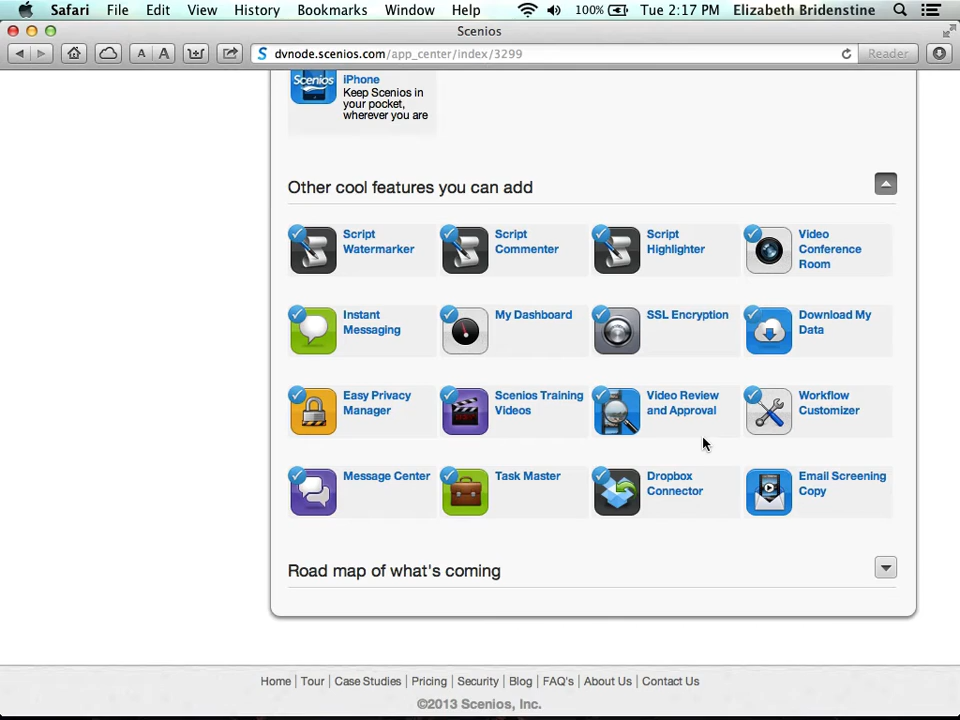 Safari File Edit View History Bookmarks Window Help 100% Tue 2:17 PM Elizabeth Bridenstine
Scenios
A A S dvnode.scenios.com/app_center/index/3299 Reader
Scenios
iPhone
Keep Scenios in
your pocket,
wherever you are
Other cool features you can add
Script
Watermarker
Script
Commenter
Script
Highlighter
Video
Conference
Room
Instant
Messaging
My Dashboard
SSL Encryption
Download My
Data
Easy Privacy
Manager
Scenios Training
Videos
Video Review
and Approval
Workflow
Customizer
Message Center
Task Master
Dropbox
Connector
Email Screening
Copy
Road map of what's coming
Home | Tour | Case Studies | Pricing | Security | Blog | FAQ's | About Us | Contact Us
©2013 Scenios, Inc.